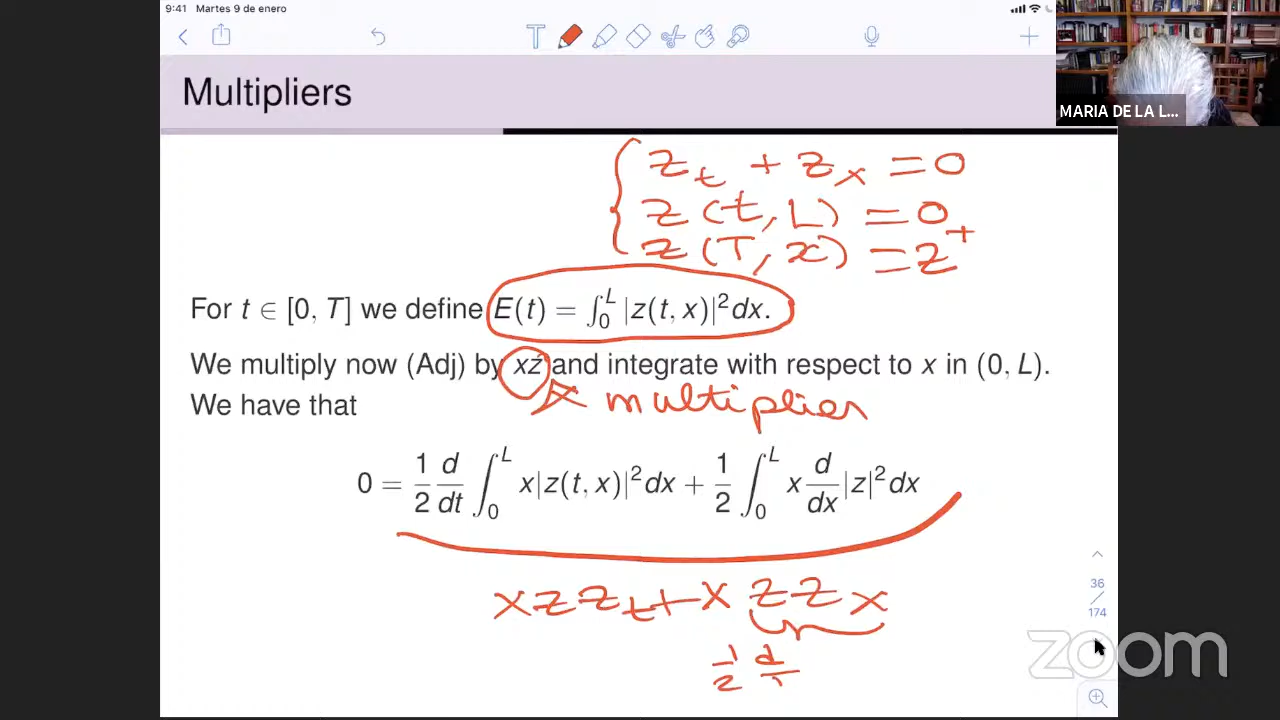 9:41 Martes 9 de enero
MARIA DE LA L...
Multipliers
z_t + z_x = 0
z (t, L) = 0
z (T, x) = z^+
For t ∈ [0, T] we define E(t) = ∫_0^L |z(t, x)|^2 dx.
We multiply now (Adj) by xz and integrate with respect to x in (0, L).
We have that
multiplier
0 = 1/2 d/dt ∫_0^L x|z(t, x)|^2 dx + 1/2 ∫_0^L x d/dx |z|^2 dx
x z z_t + x z z_x
1/2 d/
36 / 174
zoom